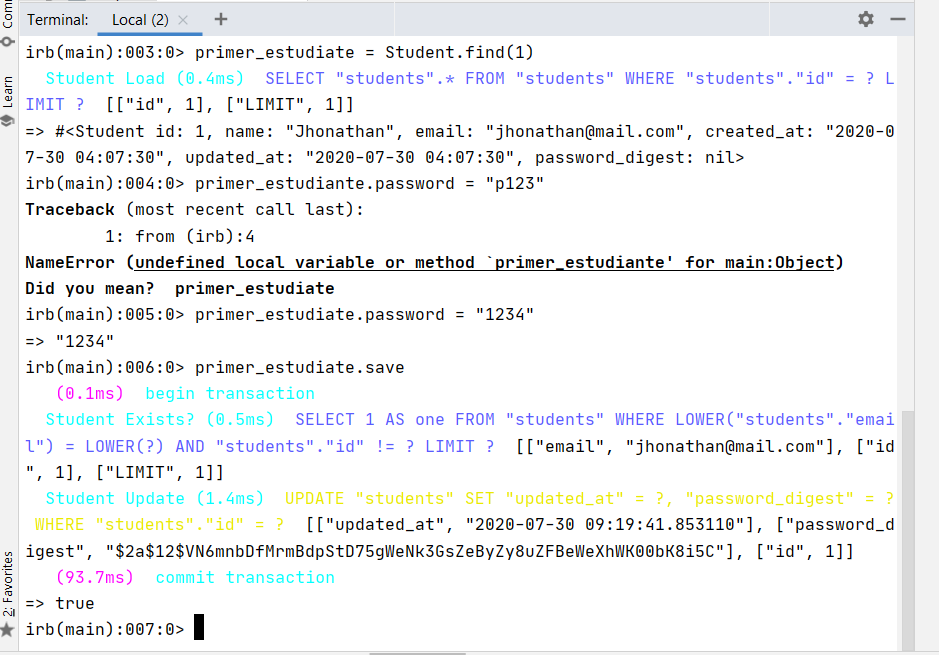 Terminal: Local (2) × +
irb(main):003:0> primer_estudiate = Student.find(1)
  Student Load (0.4ms)  SELECT "students".* FROM "students" WHERE "students"."id" = ? L
IMIT ?  [["id", 1], ["LIMIT", 1]]
=> #<Student id: 1, name: "Jhonathan", email: "jhonathan@mail.com", created_at: "2020-0
7-30 04:07:30", updated_at: "2020-07-30 04:07:30", password_digest: nil>
irb(main):004:0> primer_estudiante.password = "p123"
Traceback (most recent call last):
        1: from (irb):4
NameError (undefined local variable or method `primer_estudiante' for main:Object)
Did you mean?  primer_estudiate
irb(main):005:0> primer_estudiate.password = "1234"
=> "1234"
irb(main):006:0> primer_estudiate.save
   (0.1ms)  begin transaction
  Student Exists? (0.5ms)  SELECT 1 AS one FROM "students" WHERE LOWER("students"."emai
l") = LOWER(?) AND "students"."id" != ? LIMIT ?  [["email", "jhonathan@mail.com"], ["id
", 1], ["LIMIT", 1]]
  Student Update (1.4ms)  UPDATE "students" SET "updated_at" = ?, "password_digest" = ?
 WHERE "students"."id" = ?  [["updated_at", "2020-07-30 09:19:41.853110"], ["password_d
igest", "$2a$12$VN6mnbDfMrmBdpStD75gWeNk3GsZeByZy8uZFBeWeXhWK00bK8i5C"], ["id", 1]]
   (93.7ms)  commit transaction
=> true
irb(main):007:0>
Learn
2: Favorites